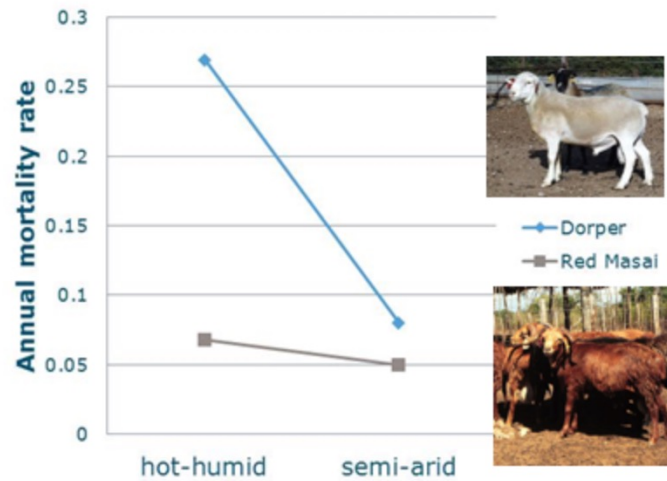 Annual mortality rate
0.3
0.25
0.2
0.15
0.1
0.05
0
hot-humid
semi-arid
Dorper
Red Masai